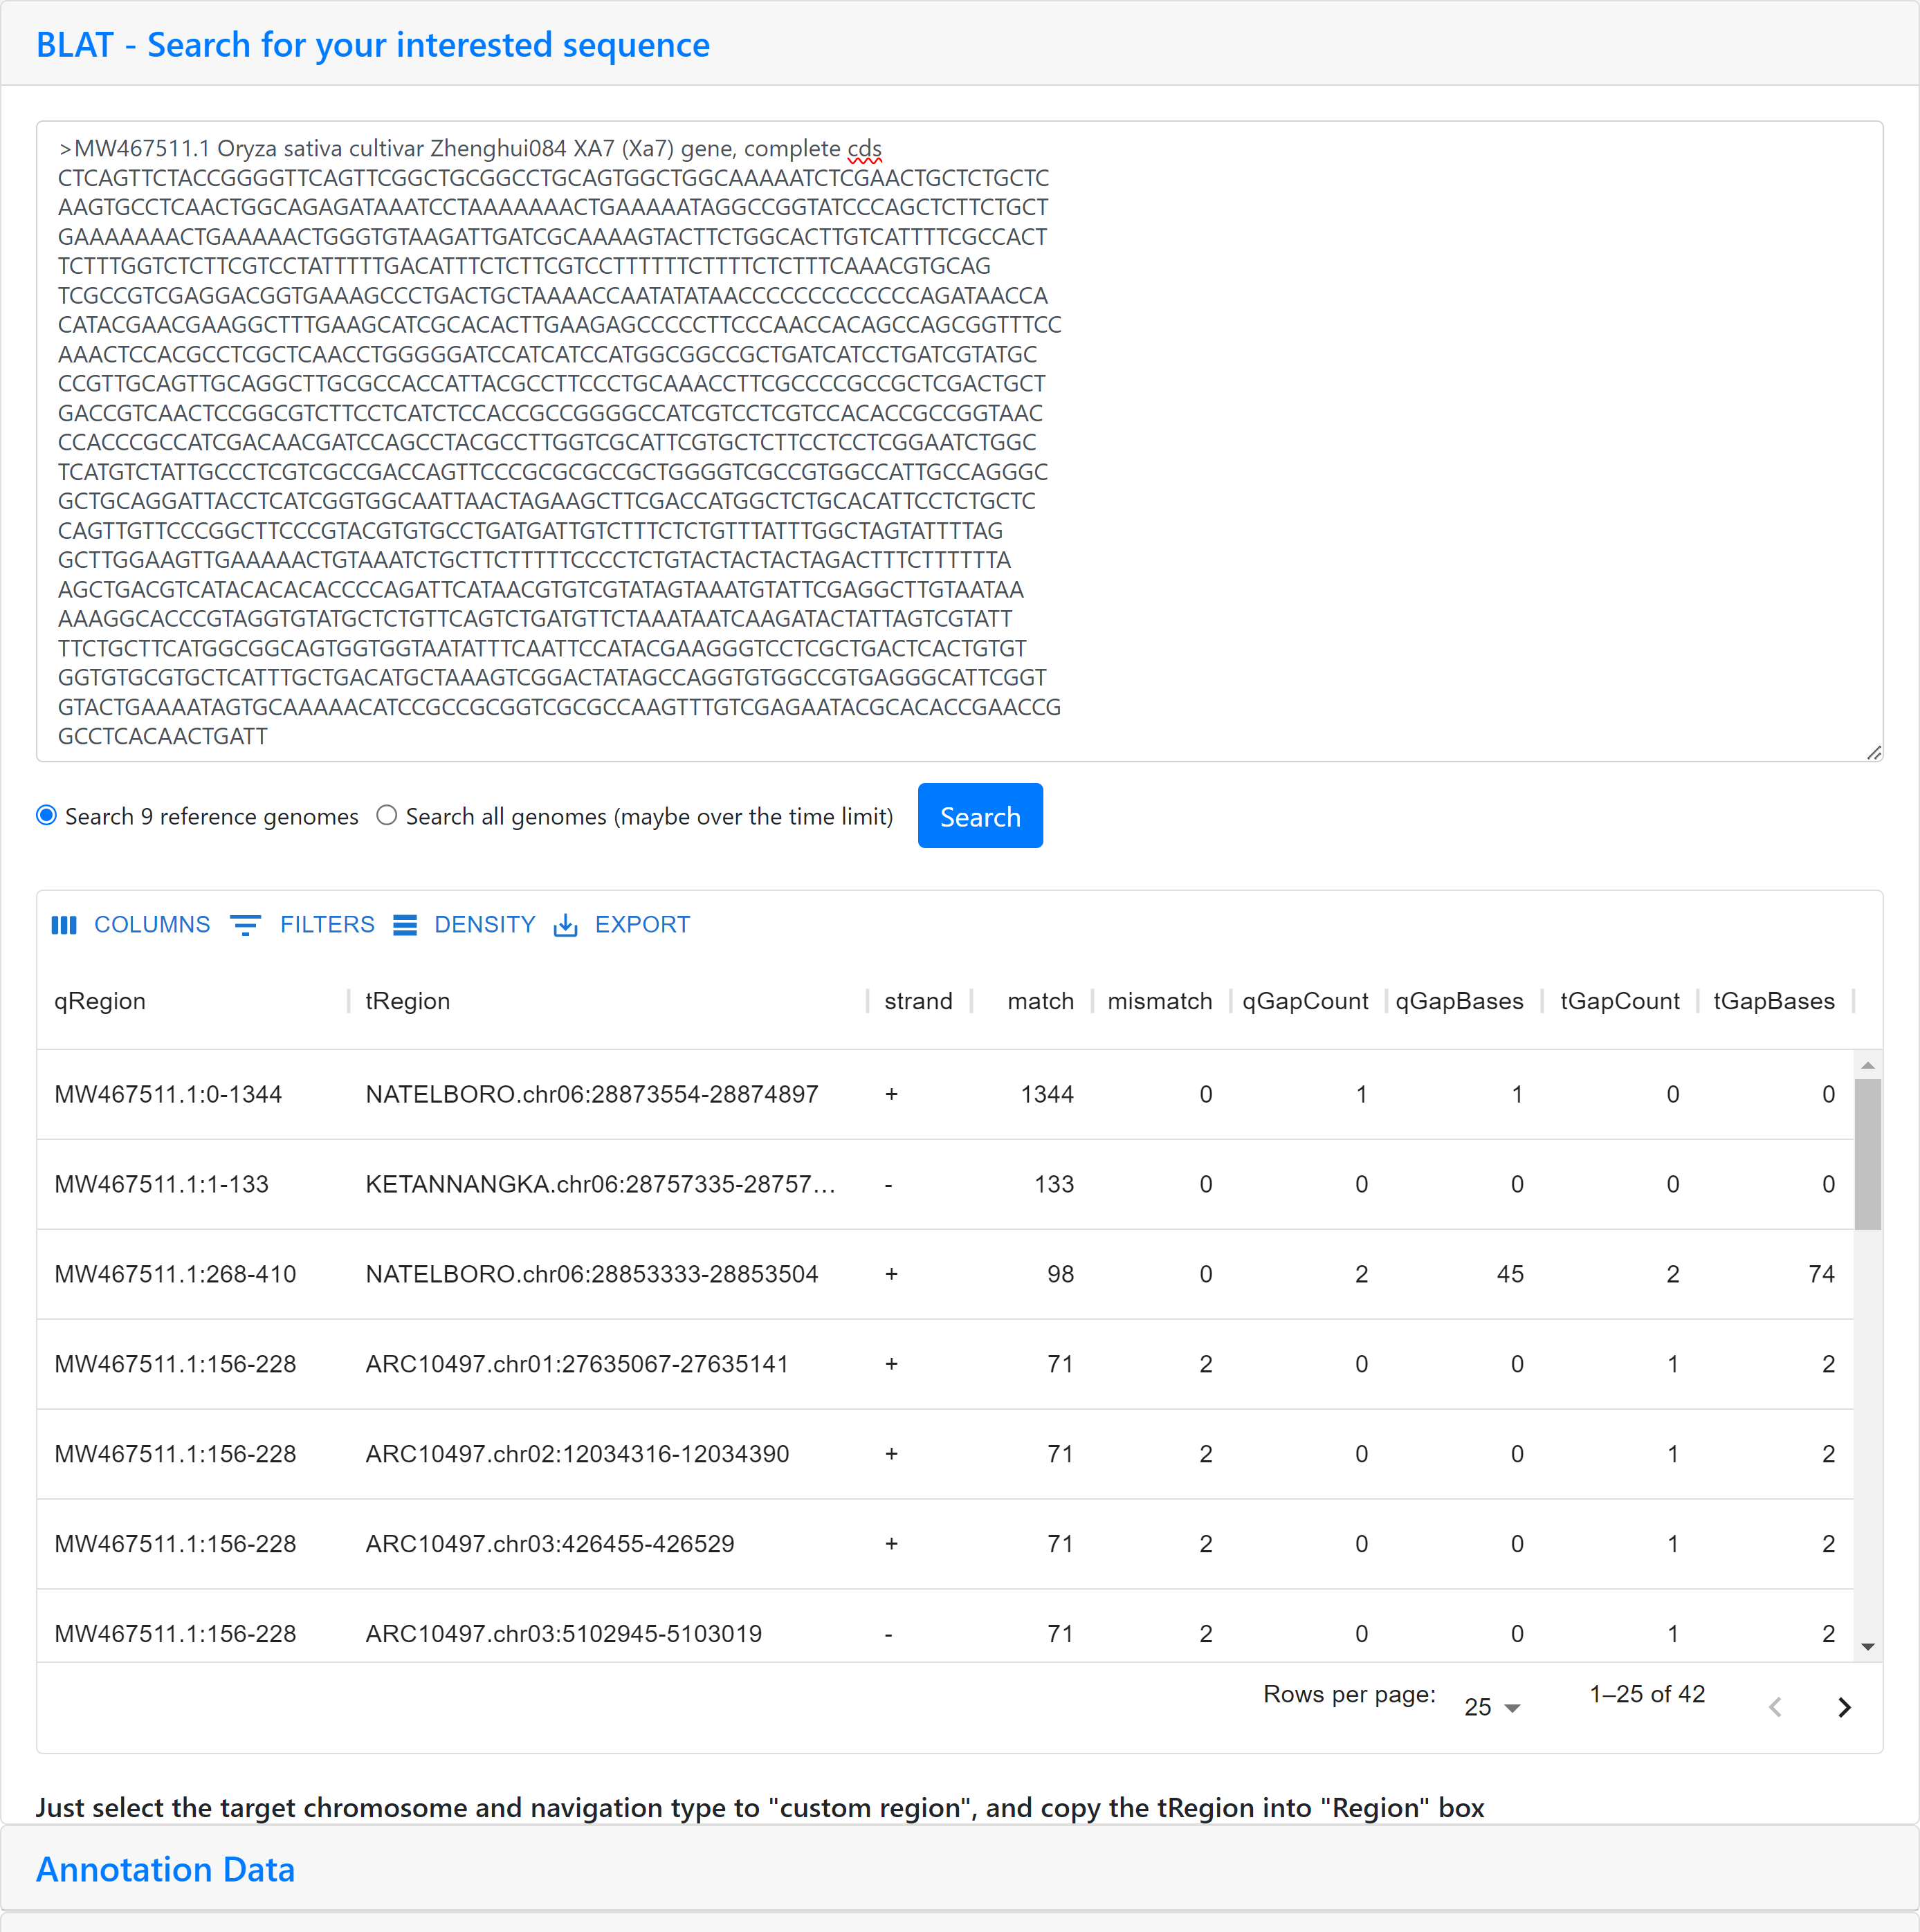 BLAT - Search for your interested sequence
>MW467511.1 Oryza sativa cultivar Zhenghui084 XA7 (Xa7) gene, complete cds
CTCAGTTCTACCGGGGTTCAGTTCGGCTGCGGCCTGCAGTGGCTGGCAAAAATCTCGAACTGCTCTGCTC
AAGTGCCTCAACTGGCAGAGATAAATCCTAAAAAAACTGAAAAATAGGCCGGTATCCCAGCTCTTCTGCT
GAAAAAAACTGAAAAACTGGGTGTAAGATTGATCGCAAAAGTACTTCTGGCACTTGTCATTTTCGCCACT
TCTTTGGTCTCTTCGTCCTATTTTTGACATTTCTCTTCGTCCTTTTTTCTTTTCTCTTTCAAACGTGCAG
TCGCCGTCGAGGACGGTGAAAGCCCTGACTGCTAAAACCAATATATAACCCCCCCCCCCCCAGATAACCA
CATACGAACGAAGGCTTTGAAGCATCGCACACTTGAAGAGCCCCCTTCCCAACCACAGCCAGCGGTTTCC
AAACTCCACGCCTCGCTCAACCTGGGGGATCCATCATCCATGGCGGCCGCTGATCATCCTGATCGTATGC
CCGTTGCAGTTGCAGGCTTGCGCCACCATTACGCCTTCCCTGCAAACCTTCGCCCCGCCGCTCGACTGCT
GACCGTCAACTCCGGCGTCTTCCTCATCTCCACCGCCGGGGCCATCGTCCTCGTCCACACCGCCGGTAAC
CCACCCGCCATCGACAACGATCCAGCCTACGCCTTGGTCGCATTCGTGCTCTTCCTCCTCGGAATCTGGC
TCATGTCTATTGCCCTCGTCGCCGACCAGTTCCCGCGCGCCGCTGGGGTCGCCGTGGCCATTGCCAGGGC
GCTGCAGGATTACCTCATCGGTGGCAATTAACTAGAAGCTTCGACCATGGCTCTGCACATTCCTCTGCTC
CAGTTGTTCCCGGCTTCCCGTACGTGTGCCTGATGATTGTCTTTCTCTGTTTATTTGGCTAGTATTTTAG
GCTTGGAAGTTGAAAAACTGTAAATCTGCTTCTTTTTCCCCTCTGTACTACTACTAGACTTTCTTTTTTA
AGCTGACGTCATACACACACCCCAGATTCATAACGTGTCGTATAGTAAATGTATTCGAGGCTTGTAATAA
AAAGGCACCCGTAGGTGTATGCTCTGTTCAGTCTGATGTTCTAAATAATCAAGATACTATTAGTCGTATT
TTCTGCTTCATGGCGGCAGTGGTGGTAATATTTCAATTCCATACGAAGGGTCCTCGCTGACTCACTGTGT
GGTGTGCGTGCTCATTTGCTGACATGCTAAAGTCGGACTATAGCCAGGTGTGGCCGTGAGGGCATTCGGT
GTACTGAAAATAGTGCAAAAACATCCGCCGCGGTCGCGCCAAGTTTGTCGAGAATACGCACACCGAACCG
GCCTCACAACTGATT
Search 9 reference genomes Search all genomes (maybe over the time limit) Search
COLUMNS FILTERS DENSITY EXPORT
qRegion tRegion strand match mismatch qGapCount qGapBases tGapCount tGapBases
MW467511.1:0-1344 NATELBORO.chr06:28873554-28874897 + 1344 0 1 1 0 0
MW467511.1:1-133 KETANNANGKA.chr06:28757335-28757... - 133 0 0 0 0 0
MW467511.1:268-410 NATELBORO.chr06:28853333-28853504 + 98 0 2 45 2 74
MW467511.1:156-228 ARC10497.chr01:27635067-27635141 + 71 2 0 0 1 2
MW467511.1:156-228 ARC10497.chr02:12034316-12034390 + 71 2 0 0 1 2
MW467511.1:156-228 ARC10497.chr03:426455-426529 + 71 2 0 0 1 2
MW467511.1:156-228 ARC10497.chr03:5102945-5103019 - 71 2 0 0 1 2
Rows per page: 25 1–25 of 42
Just select the target chromosome and navigation type to "custom region", and copy the tRegion into "Region" box
Annotation Data